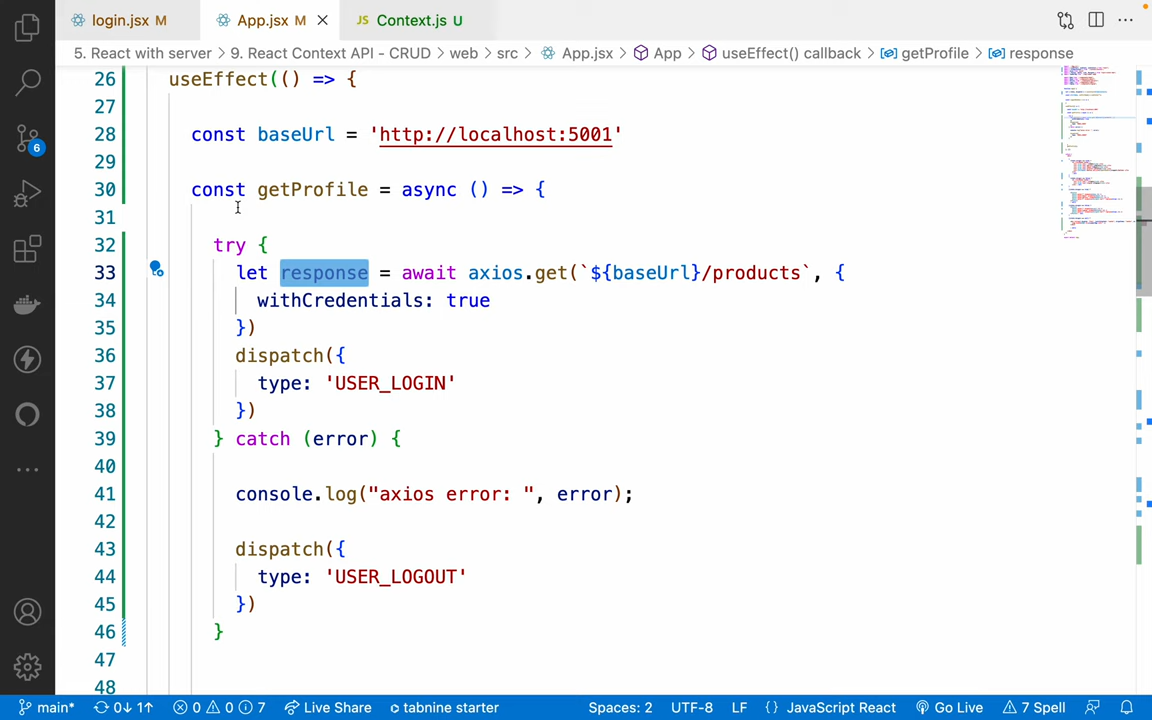 login.jsx M
App.jsx M
JS Context.js U
5. React with server > 9. React Context API - CRUD > web > src > App.jsx > App > useEffect() callback > getProfile > response
26 useEffect(() => {
27
28 const baseUrl = 'http://localhost:5001'
29
30 const getProfile = async () => {
31
32 try {
33 let response = await axios.get(`${baseUrl}/products`, {
34 withCredentials: true
35 })
36 dispatch({
37 type: 'USER_LOGIN'
38 })
39 } catch (error) {
40
41 console.log("axios error: ", error);
42
43 dispatch({
44 type: 'USER_LOGOUT'
45 })
46 }
47
48
6
main* 0↓ 1↑ 0 0 7 Live Share tabnine starter Spaces: 2 UTF-8 LF {} JavaScript React Go Live 7 Spell